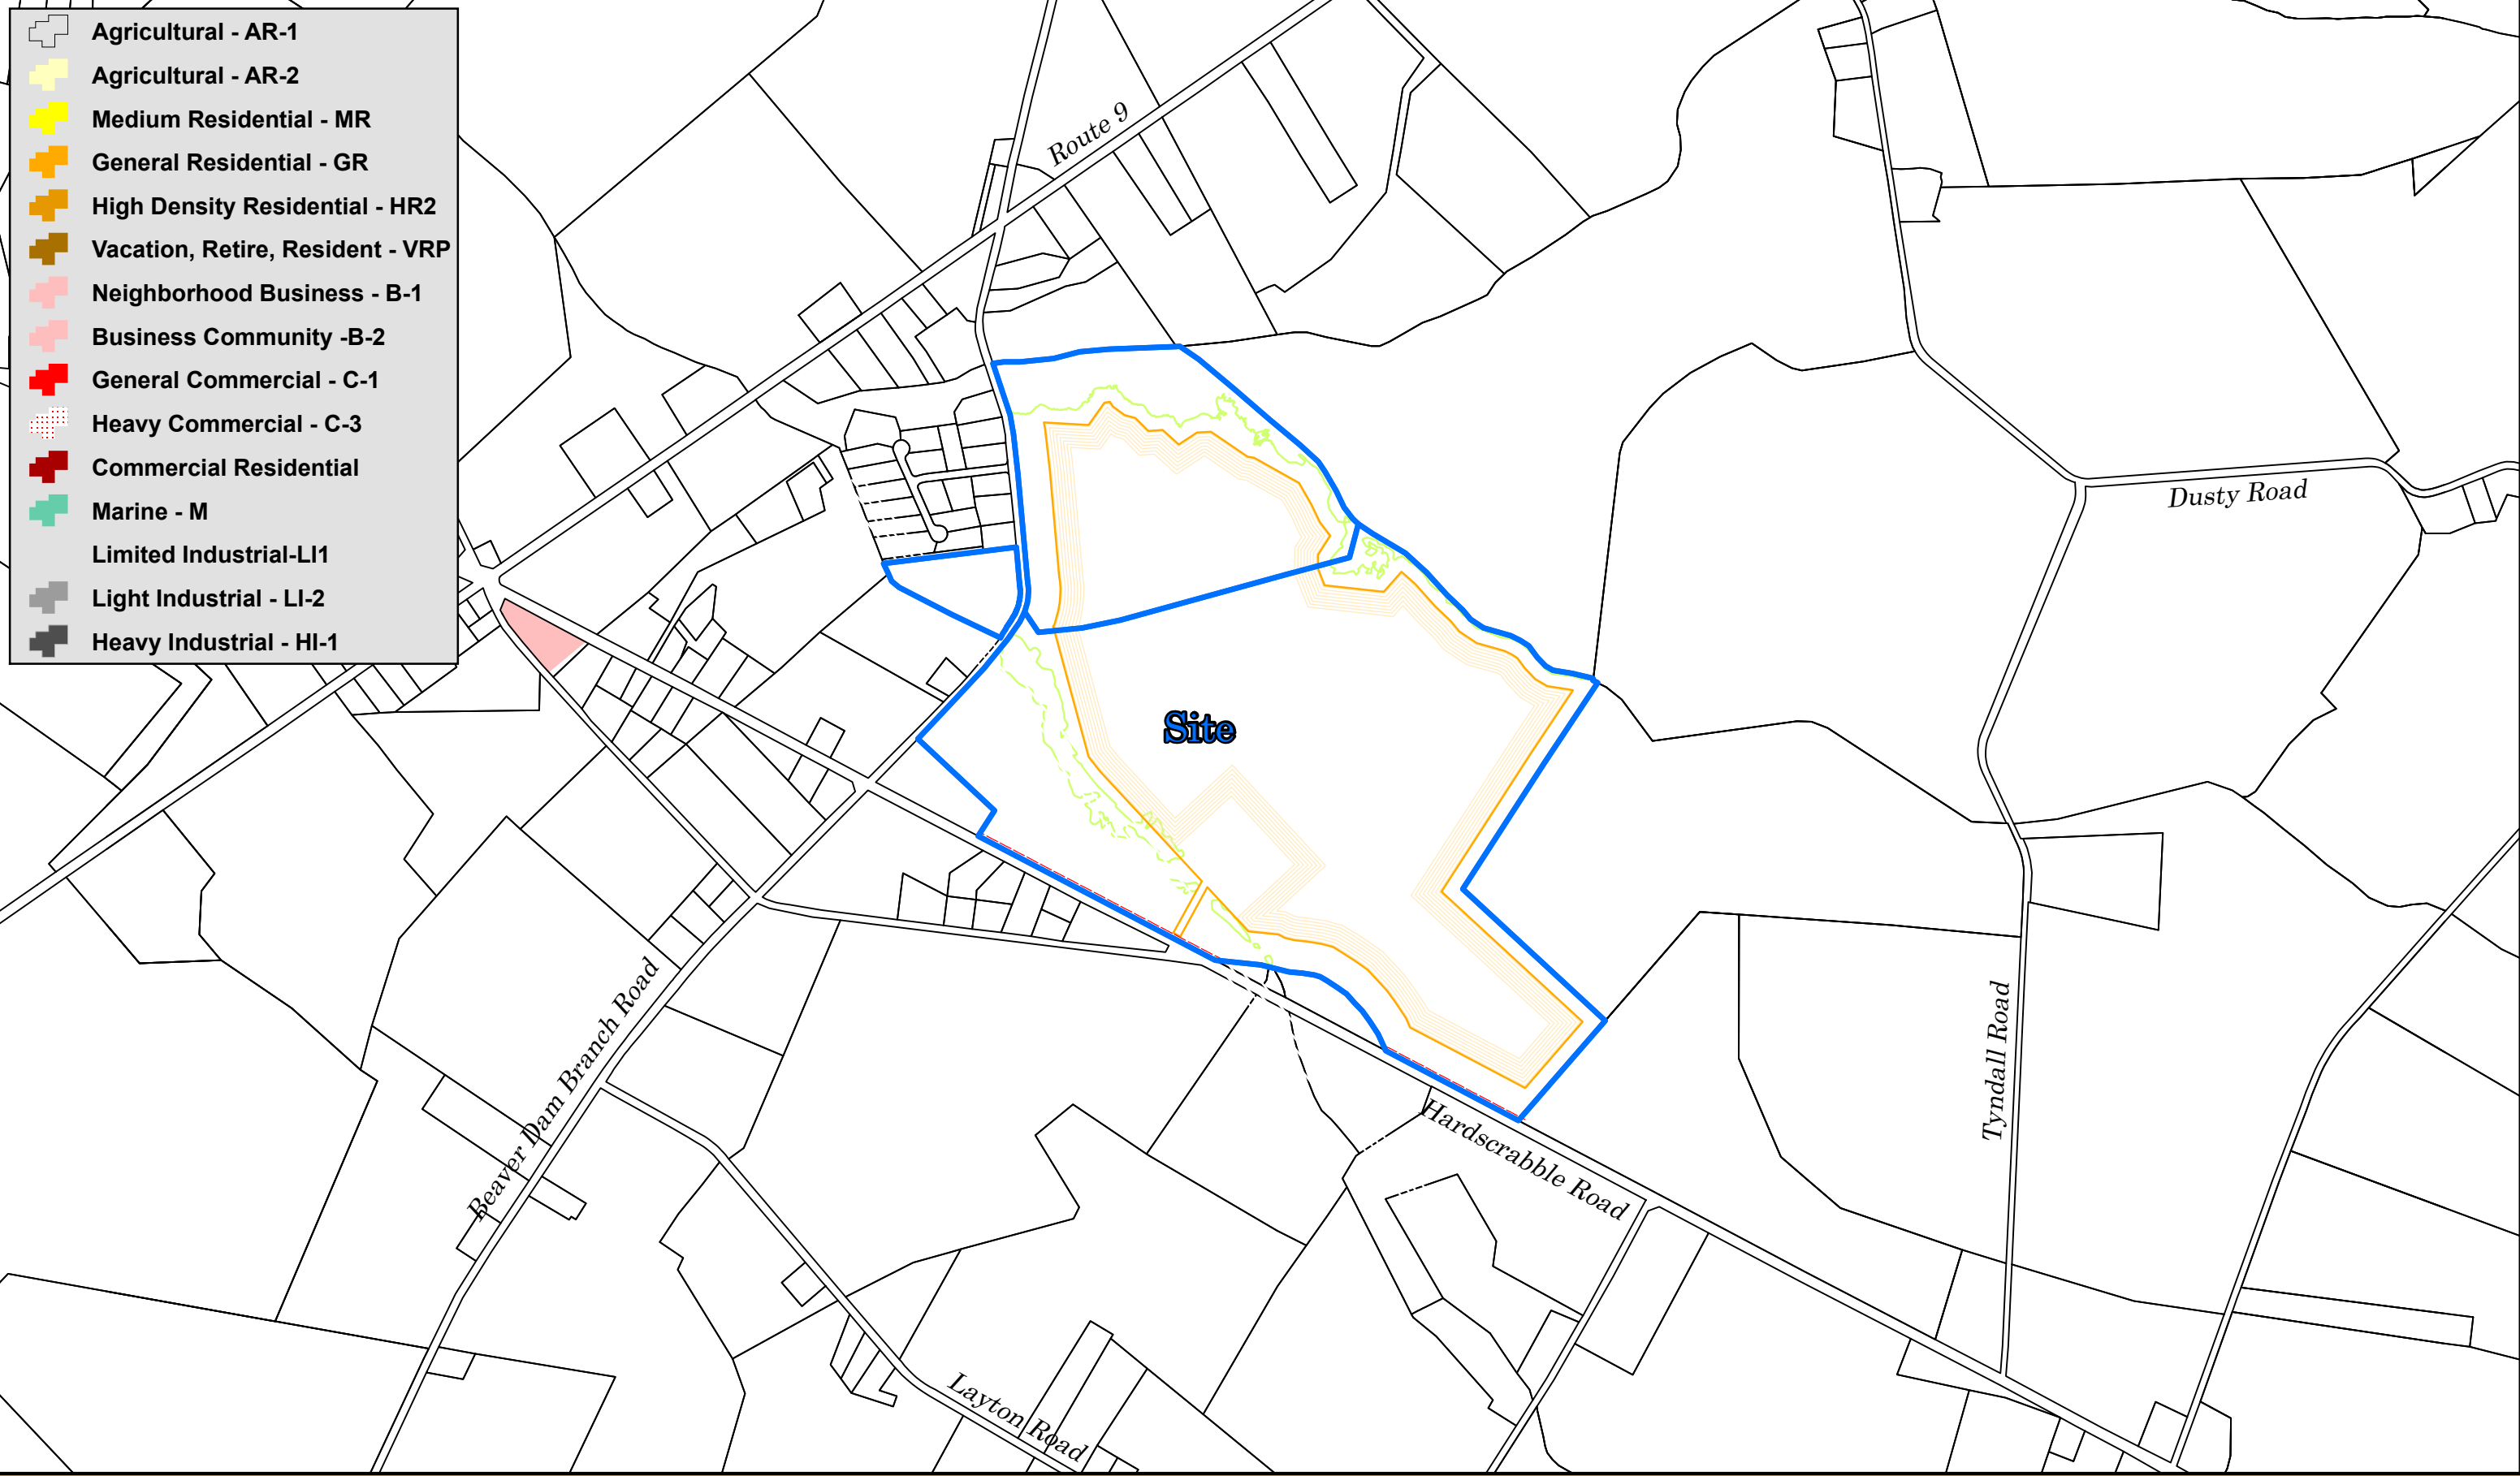 Agricultural - AR-1
Agricultural - AR-2
Medium Residential - MR
General Residential - GR
High Density Residential - HR2
Vacation, Retire, Resident - VRP
Neighborhood Business - B-1
Business Community -B-2
General Commercial - C-1
Heavy Commercial - C-3
Commercial Residential
Marine - M
Limited Industrial-LI1
Light Industrial - LI-2
Heavy Industrial - HI-1
Route 9
Dusty Road
Site
Beaver Dam Branch Road
Tyndall Road
Hardscrabble Road
Layton Road